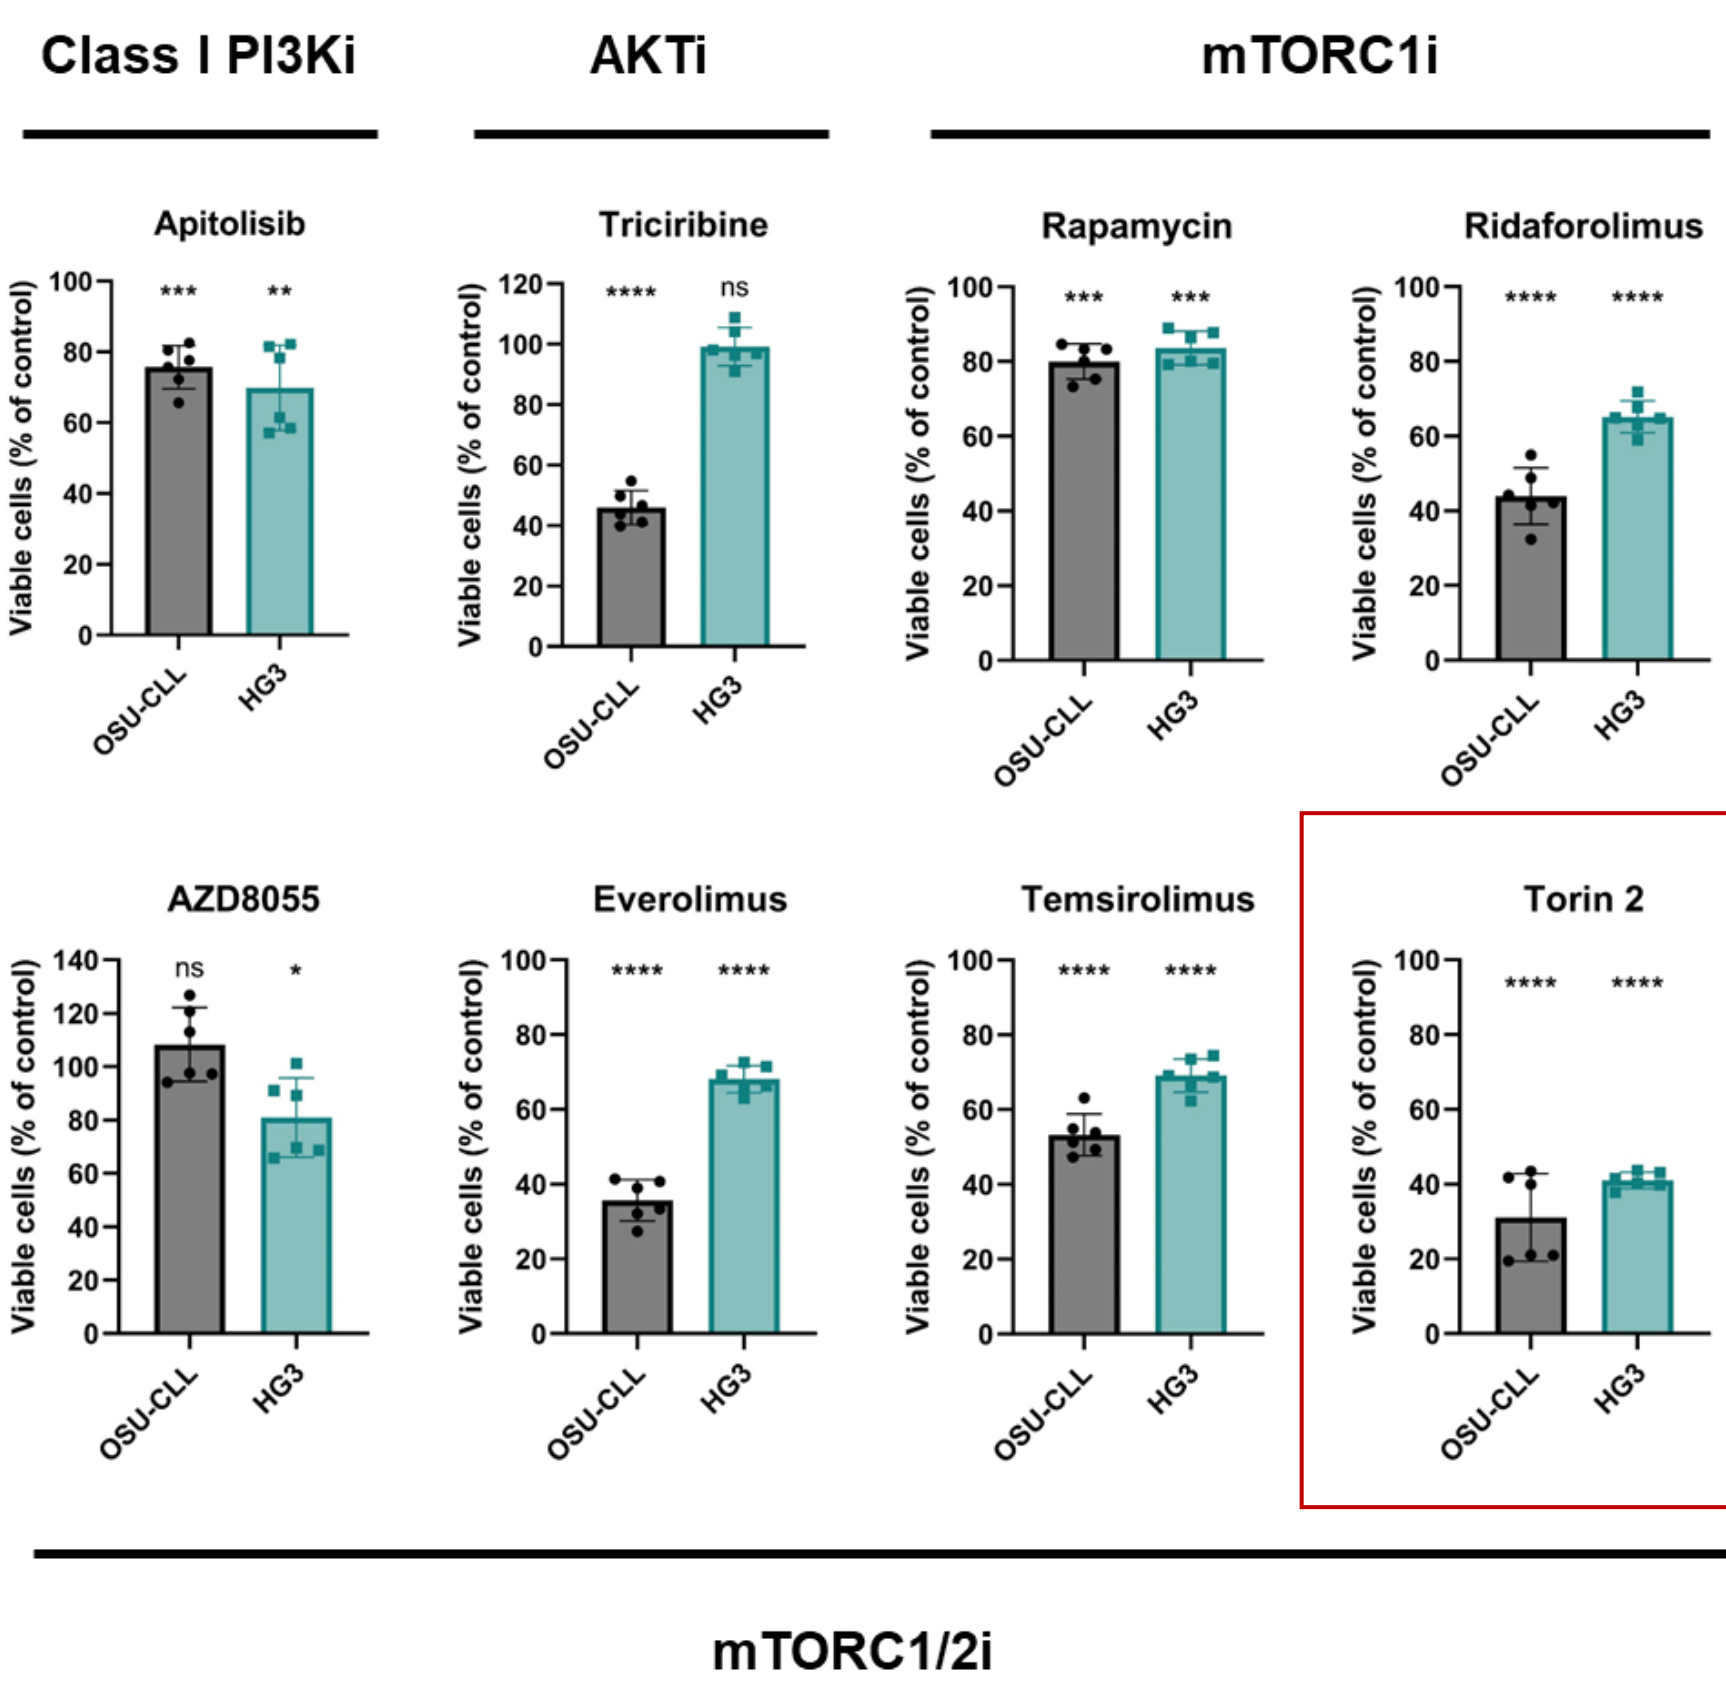 Class I PI3Ki
AKTi
mTORC1i
Apitolisib
Viable cells (% of control)
100
80
60
40
20
0
***
**
OSU-CLL
HG3
Triciribine
Viable cells (% of control)
120
100
80
60
40
20
0
****
ns
OSU-CLL
HG3
Rapamycin
Viable cells (% of control)
100
80
60
40
20
0
***
***
OSU-CLL
HG3
Ridaforolimus
Viable cells (% of control)
100
80
60
40
20
0
****
****
OSU-CLL
HG3
AZD8055
Viable cells (% of control)
140
120
100
80
60
40
20
0
ns
*
OSU-CLL
HG3
Everolimus
Viable cells (% of control)
100
80
60
40
20
0
****
****
OSU-CLL
HG3
Temsirolimus
Viable cells (% of control)
100
80
60
40
20
0
****
****
OSU-CLL
HG3
Torin 2
Viable cells (% of control)
100
80
60
40
20
0
****
****
OSU-CLL
HG3
mTORC1/2i